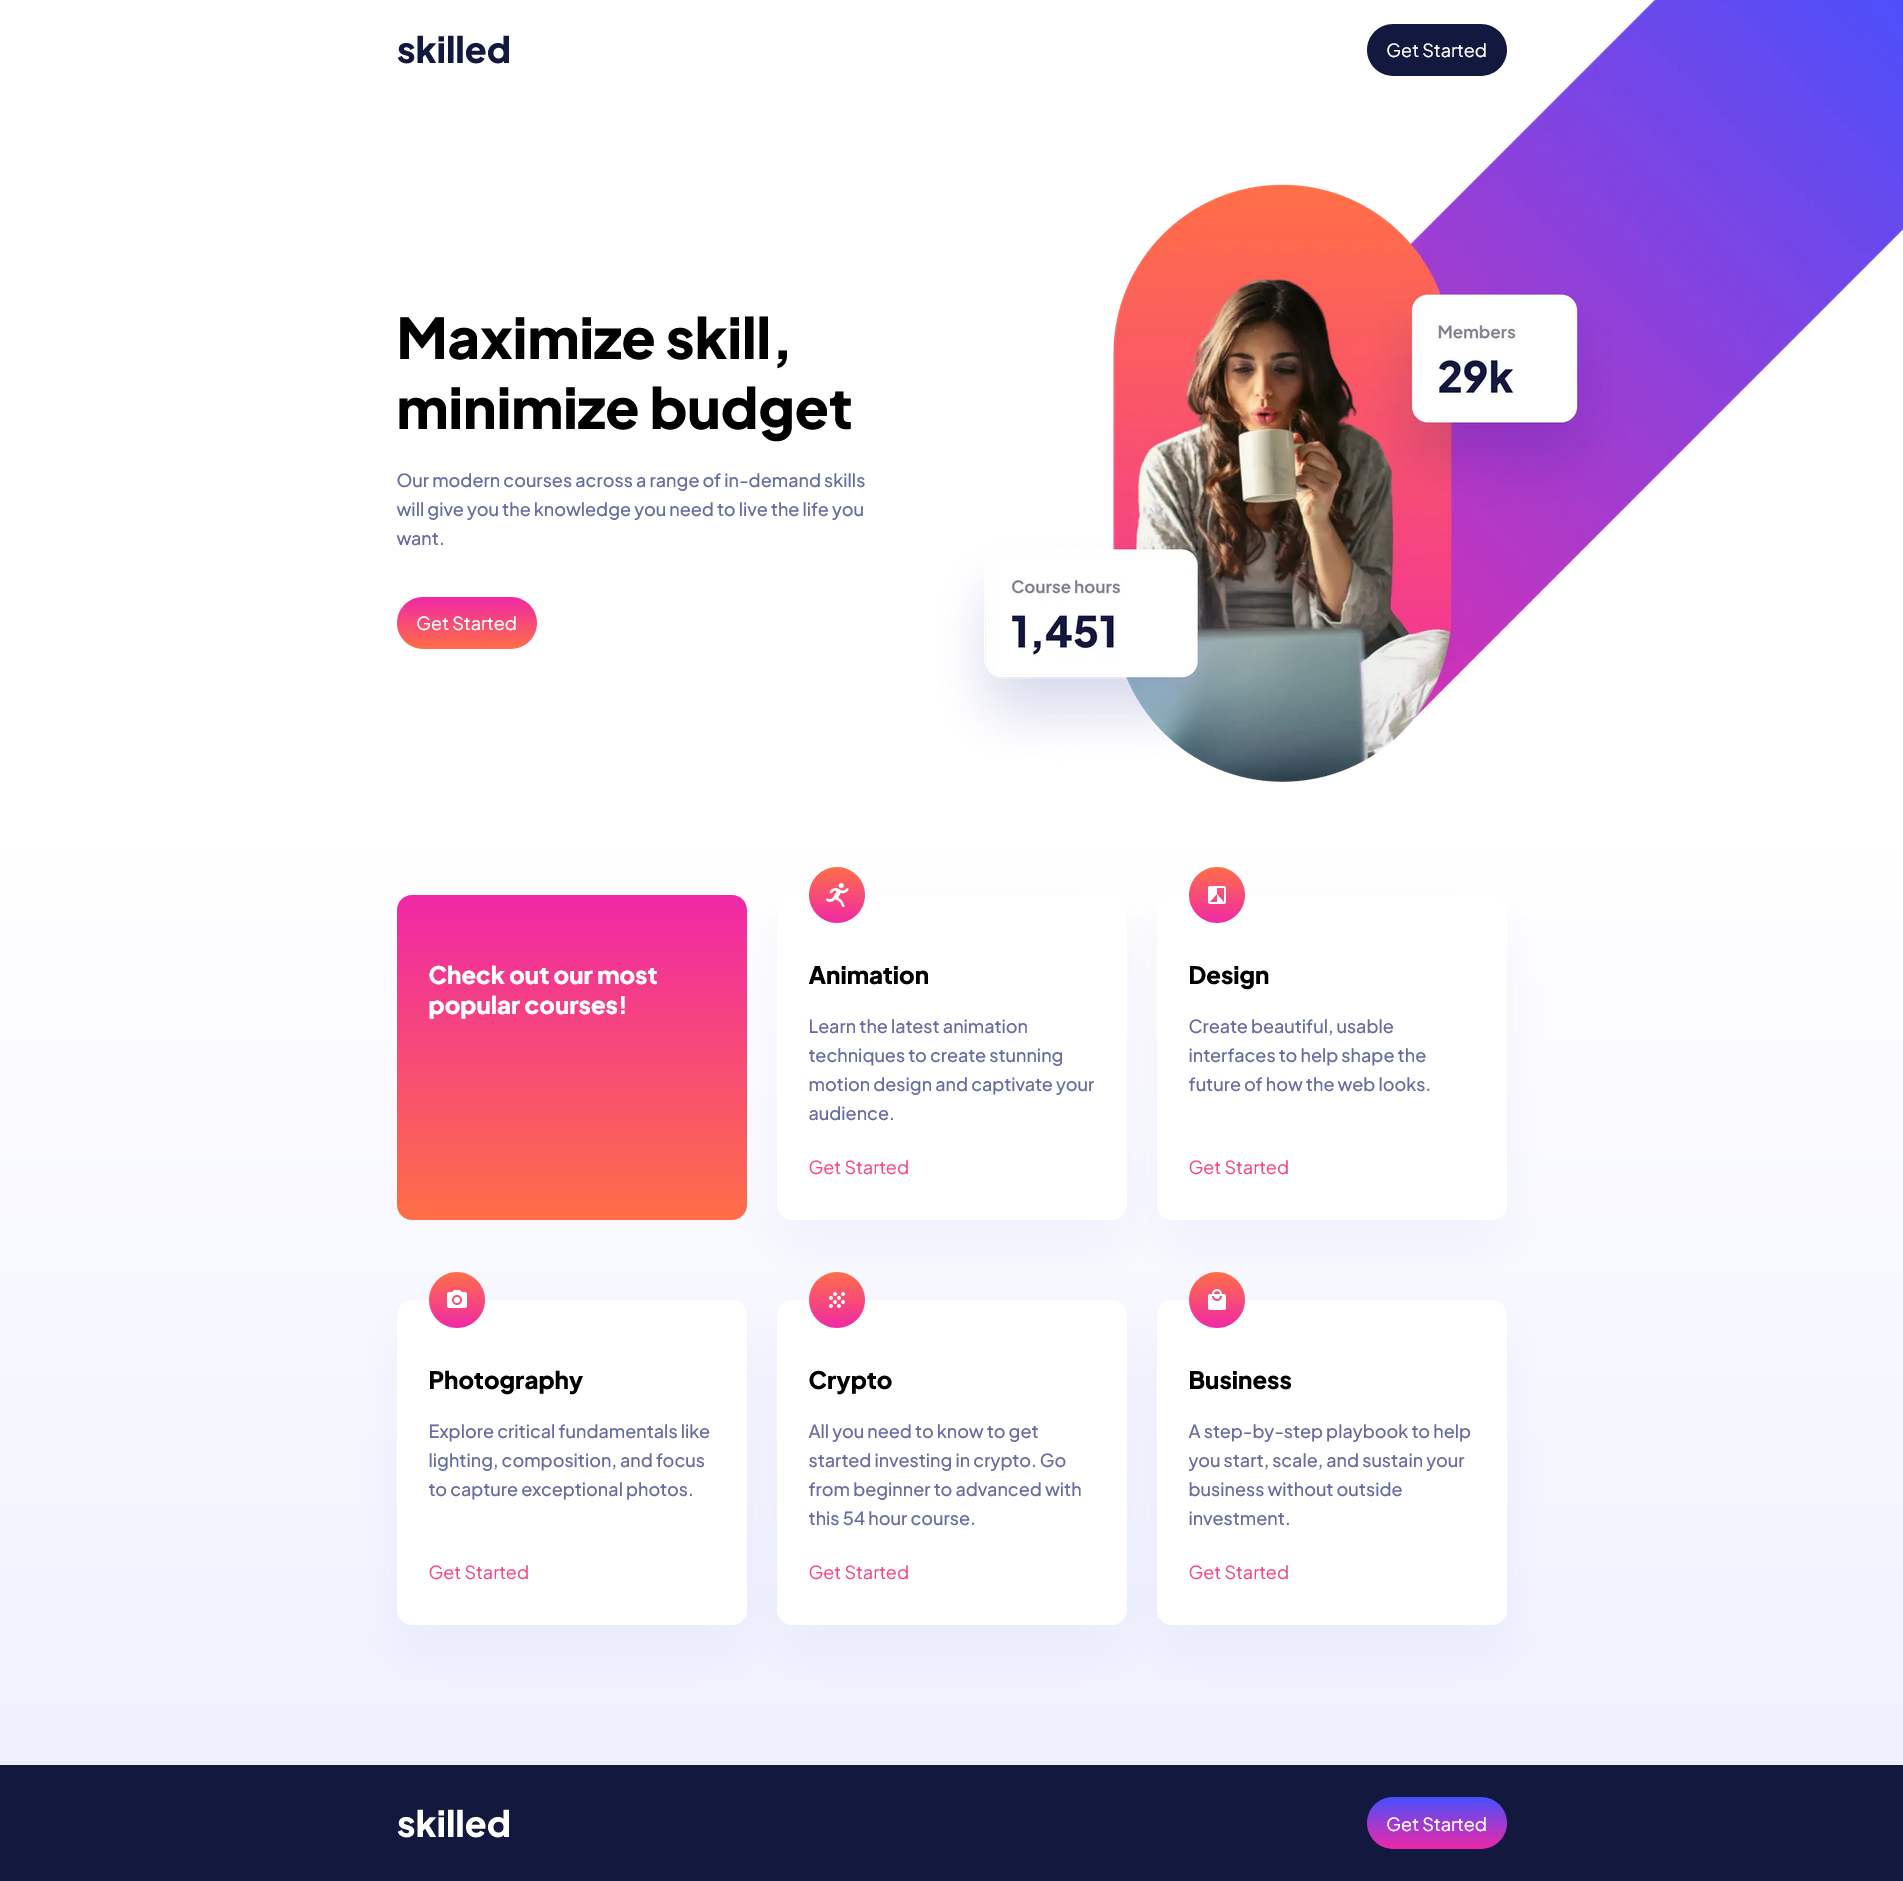 skilled
Get Started
Maximize skill,
minimize budget
Our modern courses across a range of in-demand skills
will give you the knowledge you need to live the life you
want.
Get Started
Members
29k
Course hours
1,451
Check out our most
popular courses!
Animation
Learn the latest animation
techniques to create stunning
motion design and captivate your
audience.
Get Started
Design
Create beautiful, usable
interfaces to help shape the
future of how the web looks.
Get Started
Photography
Explore critical fundamentals like
lighting, composition, and focus
to capture exceptional photos.
Get Started
Crypto
All you need to know to get
started investing in crypto. Go
from beginner to advanced with
this 54 hour course.
Get Started
Business
A step-by-step playbook to help
you start, scale, and sustain your
business without outside
investment.
Get Started
skilled
Get Started